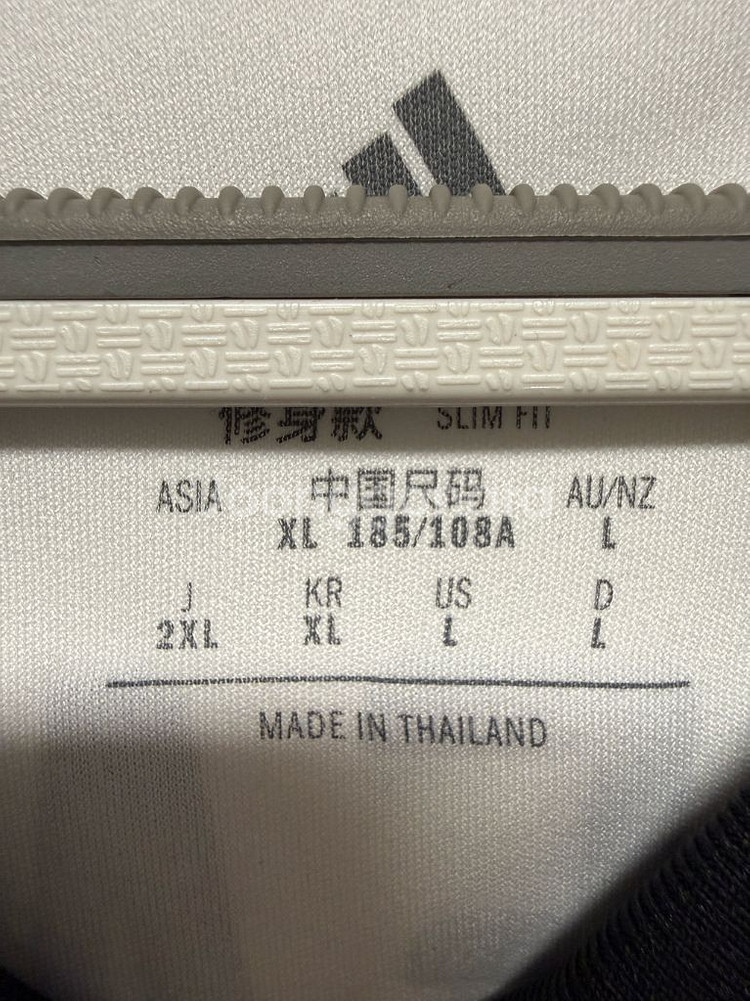 修身款 SLIM FIT
ASIA 中国尺码 AU/NZ
XL 185/108A L
J KR US D
2XL XL L L
MADE IN THAILAND